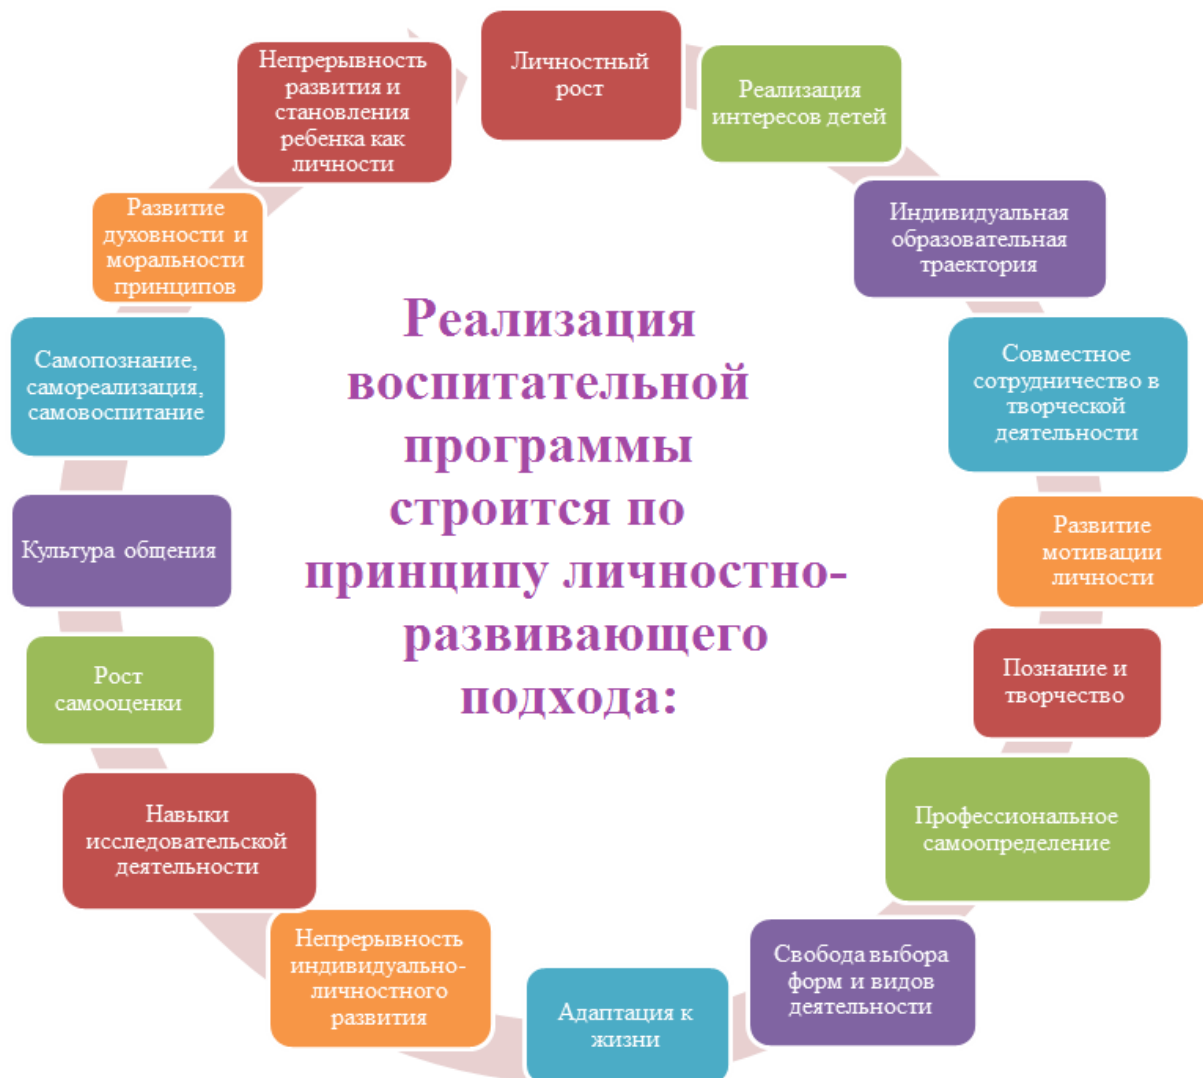 Реализация
воспитательной
программы
строится по
принципу личностно-
развивающего
подхода:
Личностный
рост
Реализация
интересов детей
Индивидуальная
образовательная
траектория
Совместное
сотрудничество в
творческой
деятельности
Развитие
мотивации
личности
Познание и
творчество
Профессиональное
самоопределение
Свобода выбора
форм и видов
деятельности
Адаптация к
жизни
Непрерывность
индивидуально-
личностного
развития
Навыки
исследовательской
деятельности
Рост
самооценки
Культура общения
Самопознание,
самореализация,
самовоспитание
Развитие
духовности и
моральности
принципов
Непрерывность
развития и
становления
ребенка как
личности